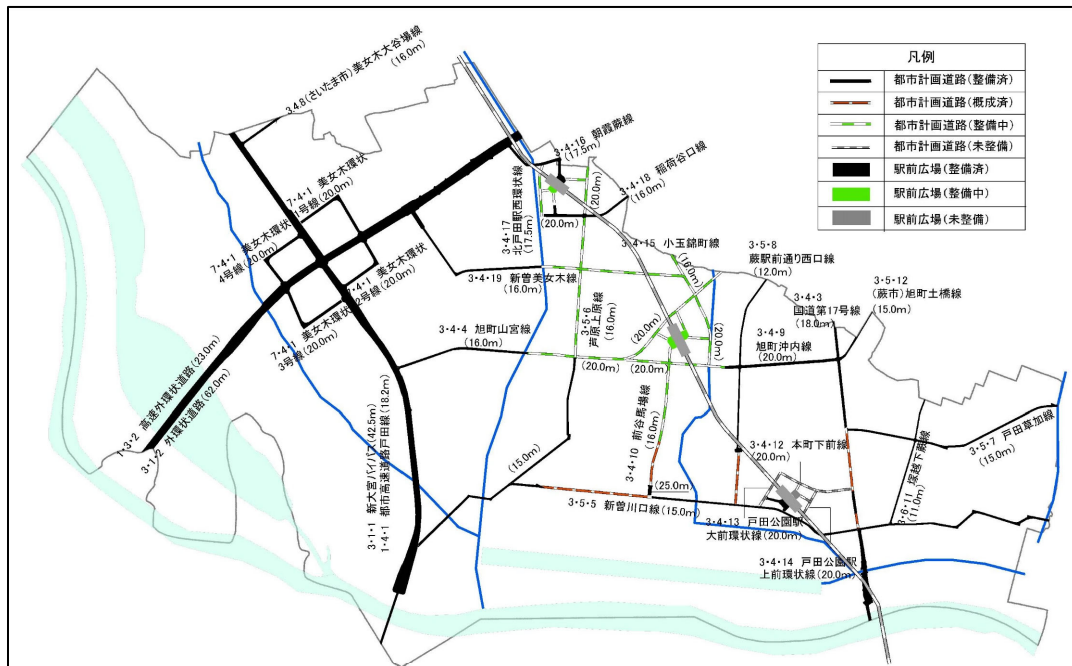 凡例
都市計画道路(整備済)
都市計画道路(概成済)
都市計画道路(整備中)
都市計画道路(未整備)
駅前広場(整備済)
駅前広場(整備中)
駅前広場(未整備)
3.4.8(さいたま市)美女木大谷場線
(16.0m)
7・4・1 美女木環状
1号線(20.0m)
7・4・1 美女木環状
4号線(20.0m)
7・4・1 美女木環状
2号線(20.0m)
7・4・1 美女木環状
3号線(20.0m)
1・3・2 高速外環状道路(23.0m)
3・1・2 外環状道路(62.0m)
3・1・1 新大宮バイパス(42.5m)
1・4・1 都市高速道路戸田線(18.2m)
3・4・16 朝霞蕨線
(17.5m)
3・4・18 稲荷谷口線
(16.0m)
(20.0m)
(20.0m)
3・4・17
北戸田駅西環状線
(17.5m)
3・4・15 小玉錦町線
(16.0m)
3・5・8
蕨駅前通り西口線
(12.0m)
3・5・12
(蕨市)旭町土橋線
(15.0m)
3・4・3
国道第17号線
(18.0m)
3・4・19 新曽美女木線
(16.0m)
3・5・6
芦原上原線
(16.0m)
3・4・4 旭町山宮線
(16.0m)
(20.0m)
(20.0m)
(20.0m)
(20.0m)
3・4・9
旭町沖内線
(20.0m)
3・4・10 前谷馬場線
(16.0m)
3・4・12 本町下前線
(20.0m)
3・5・7 戸田草加線
(15.0m)
3・6・11 塚越下前線
(11.0m)
(15.0m)
(25.0m)
3・5・5 新曽川口線(15.0m)
3・4・13 戸田公園駅
大前環状線(20.0m)
3・4・14 戸田公園駅
上前環状線(20.0m)